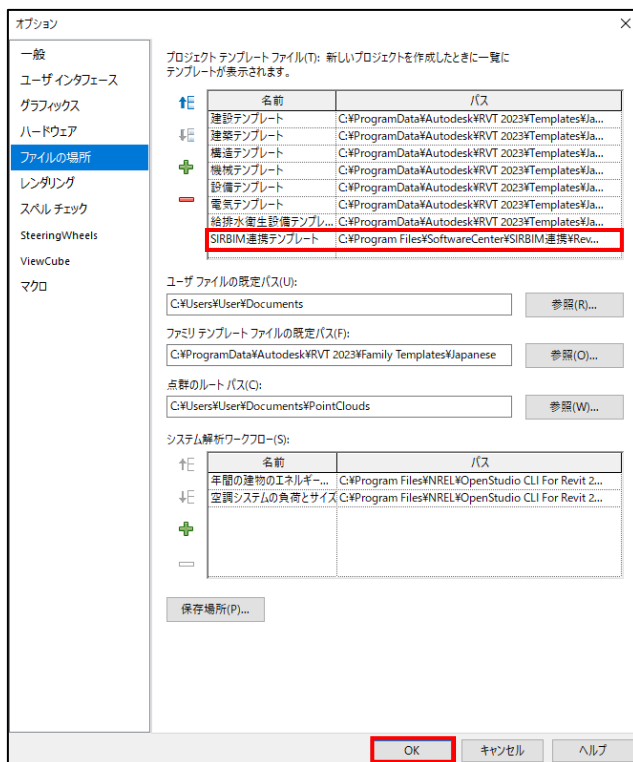 オプション
一般
ユーザ インタフェース
グラフィックス
ハードウェア
ファイルの場所
レンダリング
スペル チェック
SteeringWheels
ViewCube
マクロ
プロジェクト テンプレート ファイル(T): 新しいプロジェクトを作成したときに一覧に
テンプレートが表示されます。
名前 パス
建設テンプレート C:¥ProgramData¥Autodesk¥RVT 2023¥Templates¥Ja...
建築テンプレート C:¥ProgramData¥Autodesk¥RVT 2023¥Templates¥Ja...
構造テンプレート C:¥ProgramData¥Autodesk¥RVT 2023¥Templates¥Ja...
機械テンプレート C:¥ProgramData¥Autodesk¥RVT 2023¥Templates¥Ja...
設備テンプレート C:¥ProgramData¥Autodesk¥RVT 2023¥Templates¥Ja...
電気テンプレート C:¥ProgramData¥Autodesk¥RVT 2023¥Templates¥Ja...
給排水衛生設備テンプレ... C:¥ProgramData¥Autodesk¥RVT 2023¥Templates¥Ja...
SIRBIM連携テンプレート C:¥Program Files¥SoftwareCenter¥SIRBIM連携¥Rev...
ユーザ ファイルの既定パス(U):
C:¥Users¥User¥Documents 参照(R)...
ファミリ テンプレート ファイルの既定パス(F):
C:¥ProgramData¥Autodesk¥RVT 2023¥Family Templates¥Japanese 参照(O)...
点群のルート パス(C):
C:¥Users¥User¥Documents¥PointClouds 参照(W)...
システム解析ワークフロー(S):
名前 パス
年間の建物のエネルギー... C:¥Program Files¥NREL¥OpenStudio CLI For Revit 2...
空調システムの負荷とサイズ C:¥Program Files¥NREL¥OpenStudio CLI For Revit 2...
保存場所(P)...
OK キャンセル ヘルプ